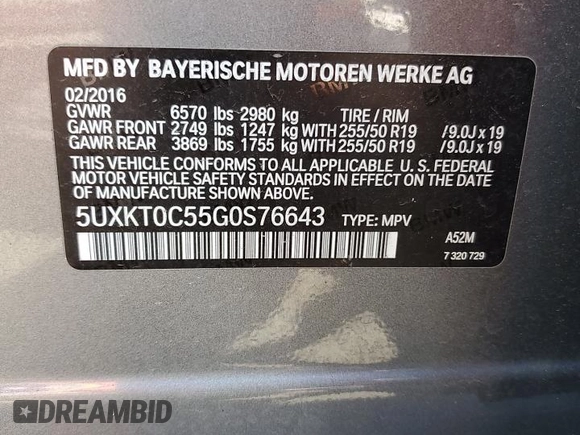 MFD BY BAYERISCHE MOTOREN WERKE AG
02/2016
GVWR 6570 lbs 2980 kg TIRE / RIM
GAWR FRONT 2749 lbs 1247 kg WITH 255/50 R19 /9.0J x 19
GAWR REAR 3869 lbs 1755 kg WITH 255/50 R19 /9.0J x 19
THIS VEHICLE CONFORMS TO ALL APPLICABLE U.S. FEDERAL
MOTOR VEHICLE SAFETY STANDARDS IN EFFECT ON THE DATE
OF MANUFACTURE SHOWN ABOVE.
5UXKT0C55G0S76643 TYPE: MPV
A52M
7 320 729
DREAMBID